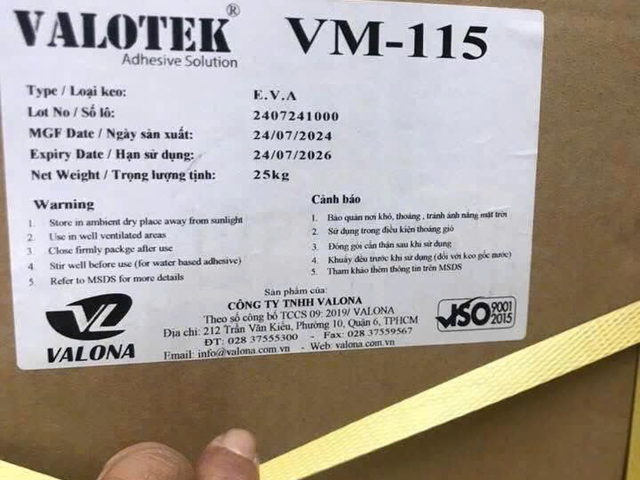 VALOTEK®
Adhesive Solution
VM-115
Type / Loại keo: E.V.A
Lot No / Số lô: 2407241000
MGF Date / Ngày sản xuất: 24/07/2024
Expiry Date / Hạn sử dụng: 24/07/2026
Net Weight / Trọng lượng tịnh: 25kg
Warning
1. Store in ambient dry place away from sunlight
2. Use in well ventilated areas
3. Close firmly packge after use
4. Stir well before use (for water based adhesive)
5. Refer to MSDS for more details
Cảnh báo
1. Bảo quản nơi khô, thoáng , tránh ánh nắng mặt trời
2. Sử dụng trong điều kiện thoáng gió
3. Đóng gói cẩn thận sau khi sử dụng
4. Khuấy đều trước khi sử dụng (đối với keo gốc nước)
5. Tham khảo thêm thông tin trên MSDS
VL
VALONA
Sản phẩm của:
CÔNG TY TNHH VALONA
Theo số công bố TCCS 09: 2019/ VALONA
Địa chỉ: 212 Trần Văn Kiểu, Phường 10, Quận 6, TPHCM
ĐT: 028 37555300 - Fax: 028 37559567
Email: info@valona.com.vn - Web: valona.com.vn
ISO 9001
2015